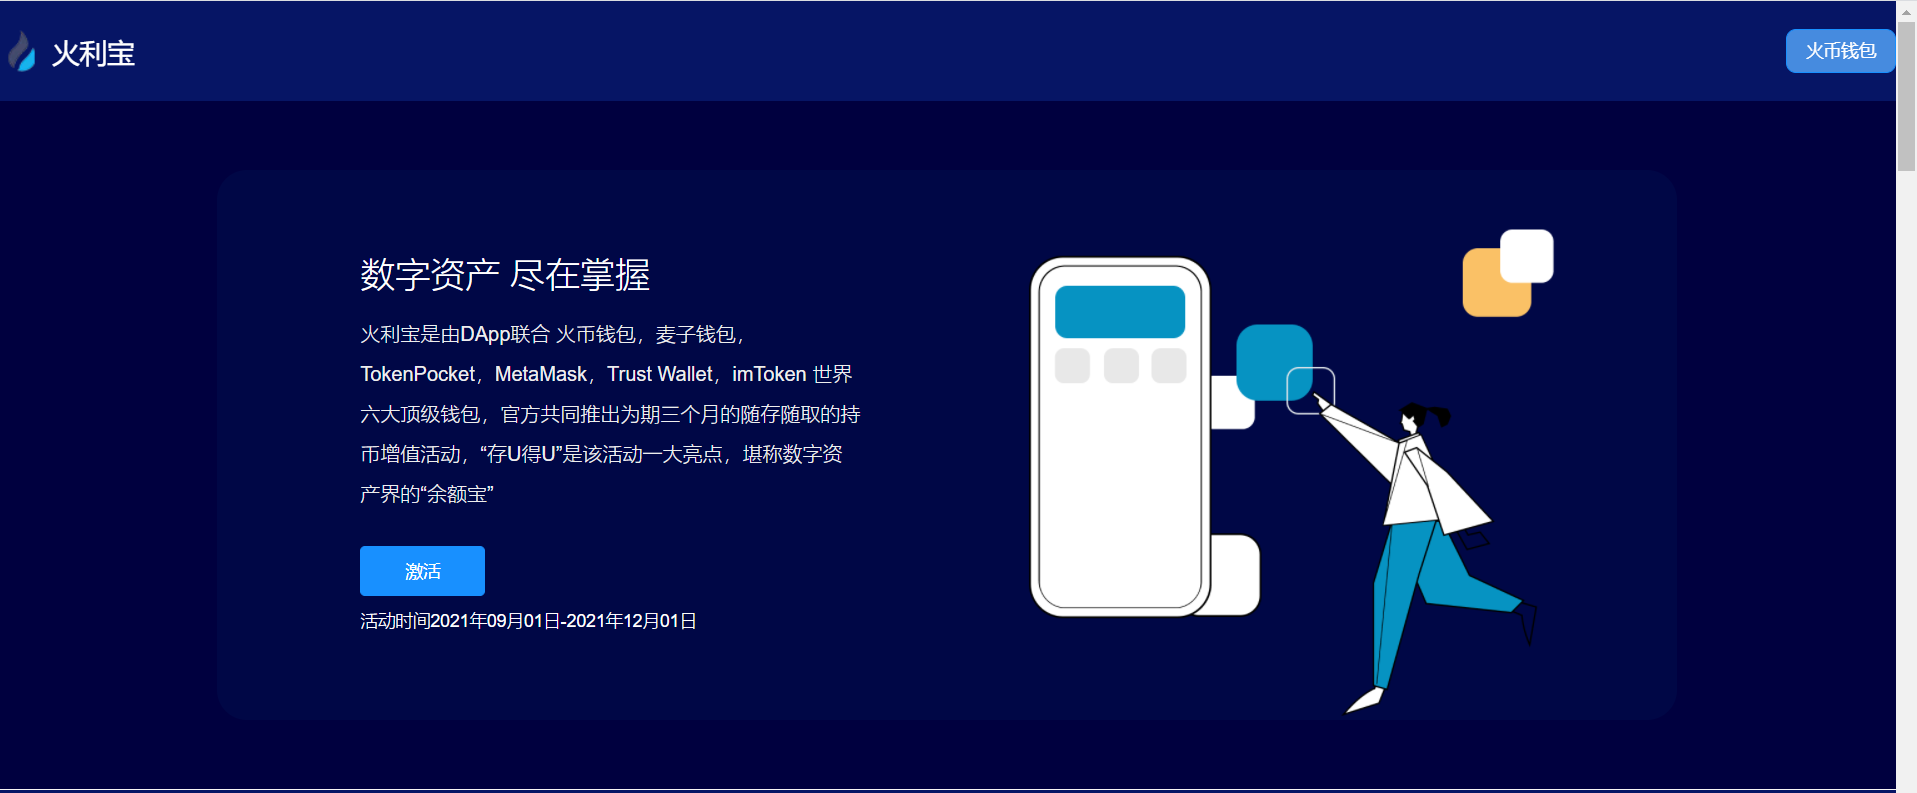 火利宝
火币钱包
数字资产 尽在掌握
火利宝是由DApp联合 火币钱包，麦子钱包，
TokenPocket，MetaMask，Trust Wallet，imToken 世界
六大顶级钱包，官方共同推出为期三个月的随存随取的持
币增值活动，“存U得U”是该活动一大亮点，堪称数字资
产界的“余额宝”
激活
活动时间2021年09月01日-2021年12月01日